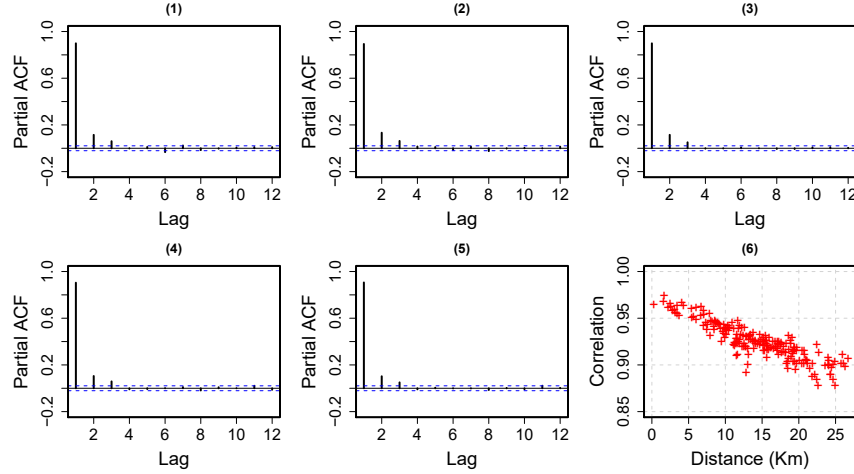 (1) (2) (3)
Partial ACF Partial ACF Partial ACF
1.0 1.0 1.0
0.6 0.6 0.6
0.2 0.2 0.2
−0.2 −0.2 −0.2
2 4 6 8 10 12 2 4 6 8 10 12 2 4 6 8 10 12
Lag Lag Lag
(4) (5) (6)
Partial ACF Partial ACF Correlation
1.0 1.0 1.00
0.6 0.6 0.95
0.2 0.2 0.90
−0.2 −0.2 0.85
2 4 6 8 10 12 2 4 6 8 10 12 0 5 10 15 20 25
Lag Lag Distance (Km)